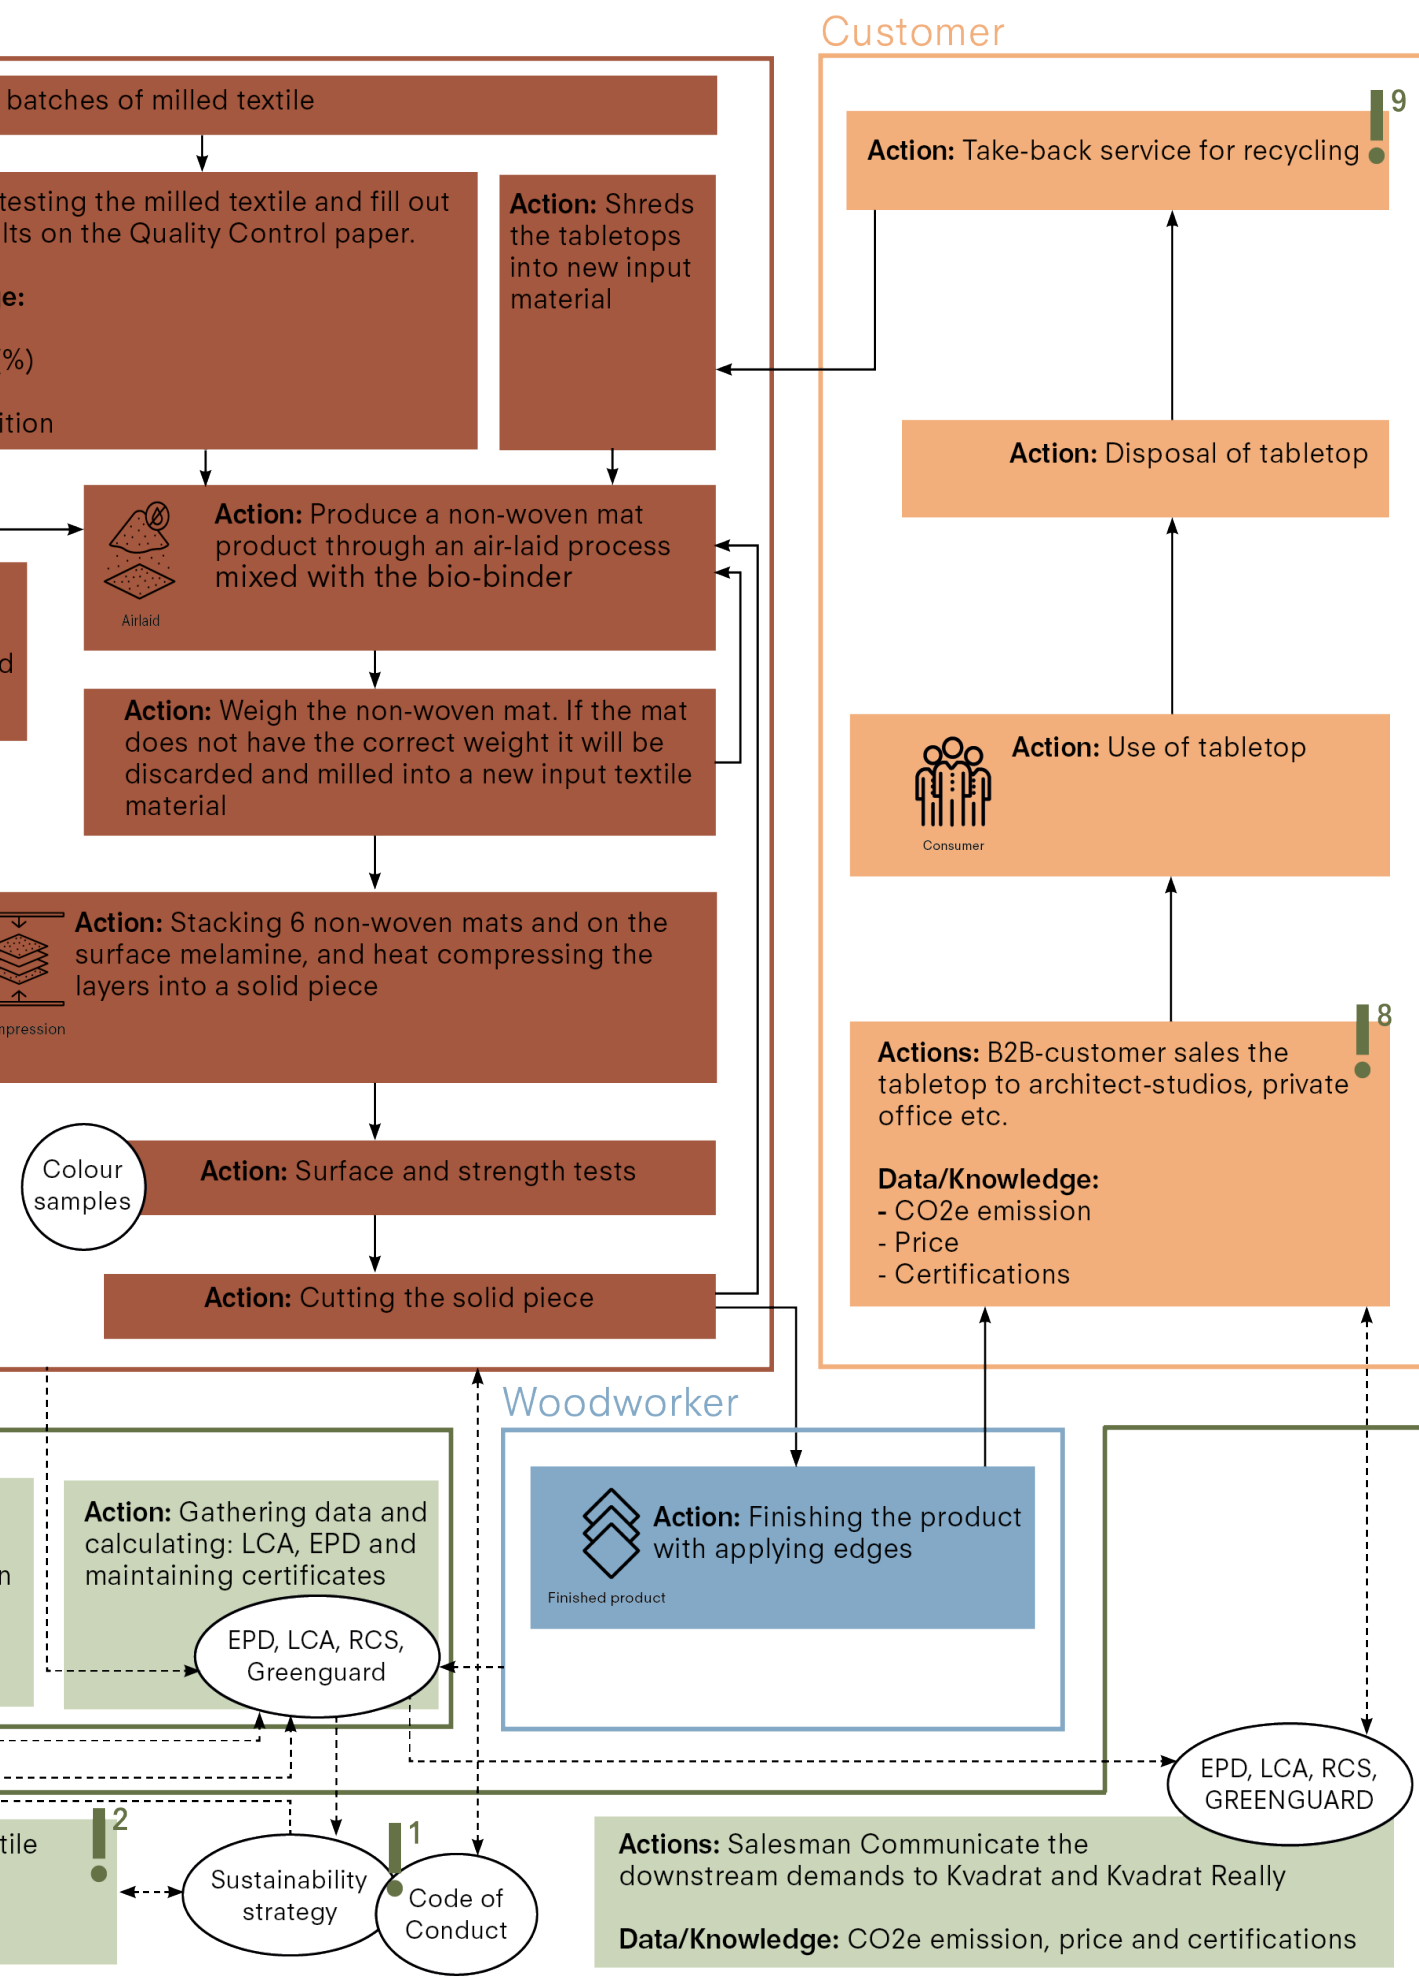 Customer
batches of milled textile
testing the milled textile and fill out
lts on the Quality Control paper.
e:
(%)
ition
Action: Shreds
the tabletops
into new input
material
9
Action: Take-back service for recycling
Action: Disposal of tabletop
Action: Produce a non-woven mat
product through an air-laid process
mixed with the bio-binder
Airlaid
d
Action: Weigh the non-woven mat. If the mat
does not have the correct weight it will be
discarded and milled into a new input textile
material
Action: Use of tabletop
Consumer
Action: Stacking 6 non-woven mats and on the
surface melamine, and heat compressing the
layers into a solid piece
mpression
8
Actions: B2B-customer sales the
tabletop to architect-studios, private
office etc.
Data/Knowledge:
- CO2e emission
- Price
- Certifications
Colour
samples
Action: Surface and strength tests
Action: Cutting the solid piece
Woodworker
Action: Finishing the product
with applying edges
Finished product
n
Action: Gathering data and
calculating: LCA, EPD and
maintaining certificates
EPD, LCA, RCS,
Greenguard
EPD, LCA, RCS,
GREENGUARD
tile
2
Sustainability
strategy
1
Code of
Conduct
Actions: Salesman Communicate the
downstream demands to Kvadrat and Kvadrat Really
Data/Knowledge: CO2e emission, price and certifications